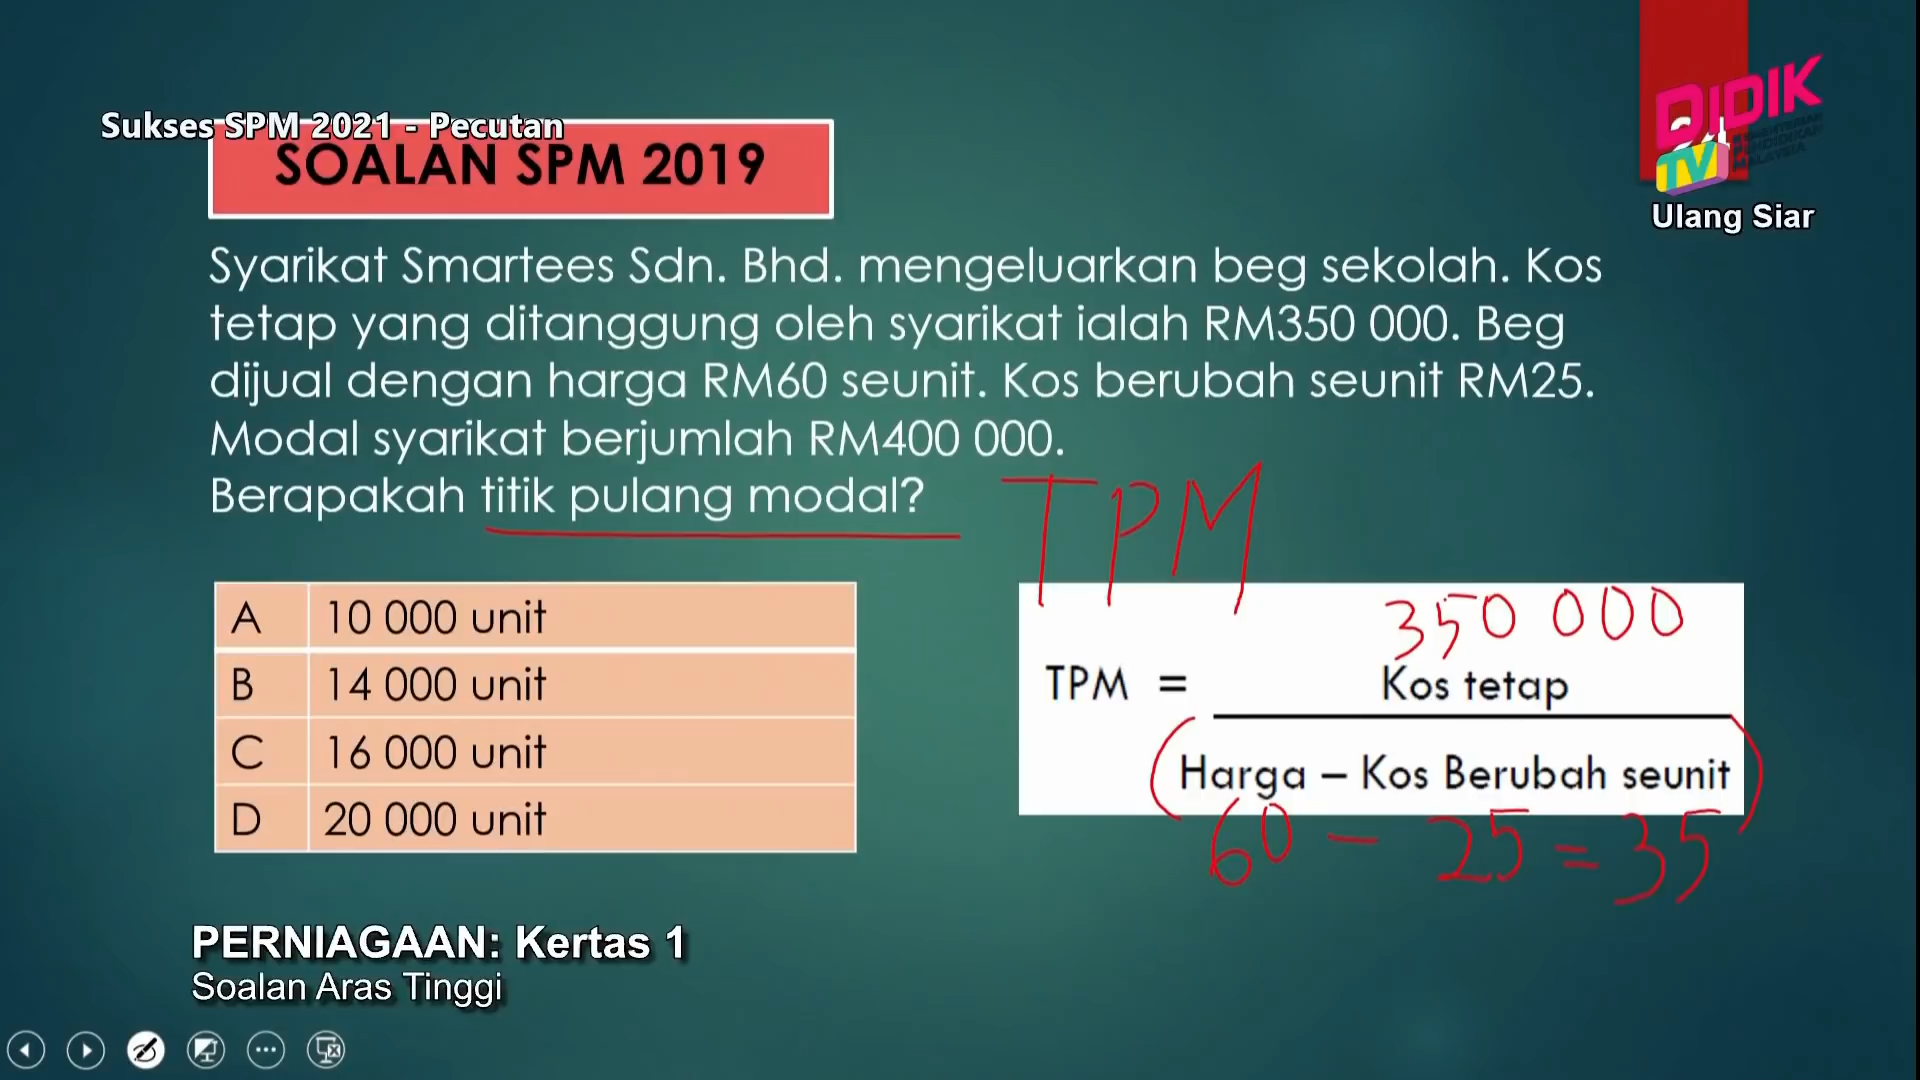 Sukses SPM 2021 - Pecutan
SOALAN SPM 2019
DIDIK
TV
Ulang Siar
Syarikat Smartees Sdn. Bhd. mengeluarkan beg sekolah. Kos
tetap yang ditanggung oleh syarikat ialah RM350 000. Beg
dijual dengan harga RM60 seunit. Kos berubah seunit RM25.
Modal syarikat berjumlah RM400 000.
Berapakah titik pulang modal?
TPM
A 10 000 unit
B 14 000 unit
C 16 000 unit
D 20 000 unit
350 000
TPM = Kos tetap
(Harga – Kos Berubah seunit)
60 - 25 = 35
PERNIAGAAN: Kertas 1
Soalan Aras Tinggi